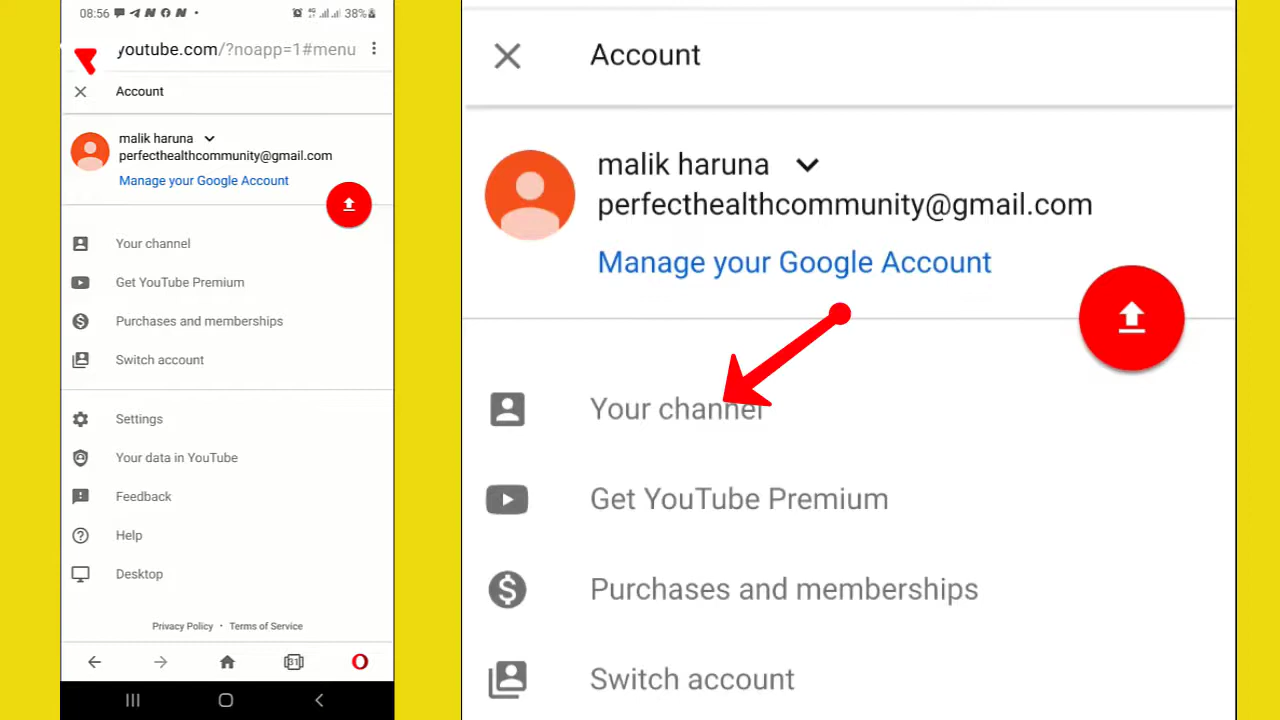 08:56
38%
youtube.com/?noapp=1#menu
Account
malik haruna
perfecthealthcommunity@gmail.com
Manage your Google Account
Your channel
Get YouTube Premium
Purchases and memberships
Switch account
Settings
Your data in YouTube
Feedback
Help
Desktop
Privacy Policy • Terms of Service
31
Account
malik haruna
perfecthealthcommunity@gmail.com
Manage your Google Account
Your channel
Get YouTube Premium
Purchases and memberships
Switch account